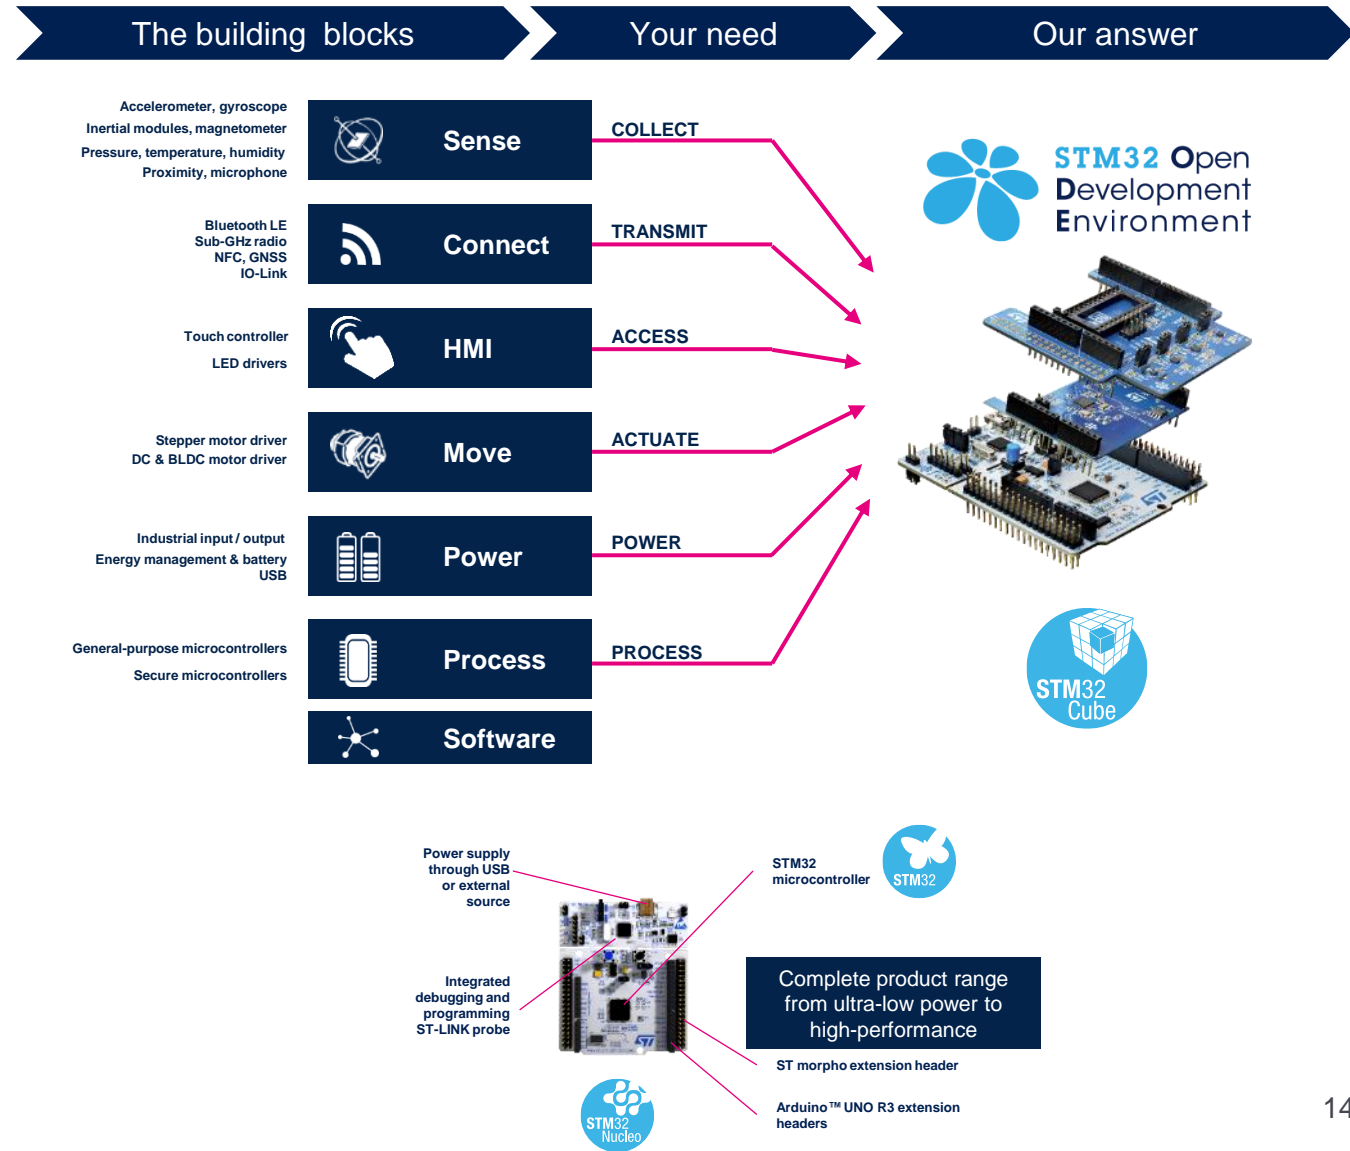 The building blocks
Your need
Our answer
Accelerometer, gyroscope
Inertial modules, magnetometer
Pressure, temperature, humidity
Proximity, microphone
Sense
COLLECT
STM32 Open
Development
Environment
Bluetooth LE
Sub-GHz radio
NFC, GNSS
IO-Link
Connect
TRANSMIT
Touch controller
LED drivers
HMI
ACCESS
Stepper motor driver
DC & BLDC motor driver
Move
ACTUATE
Industrial input / output
Energy management & battery
USB
Power
POWER
General-purpose microcontrollers
Secure microcontrollers
Process
PROCESS
STM32
Cube
Software
Power supply
through USB
or external
source
STM32
microcontroller
STM32
Integrated
debugging and
programming
ST-LINK probe
Complete product range
from ultra-low power to
high-performance
ST morpho extension header
Arduino™ UNO R3 extension
headers
STM32
Nucleo
14